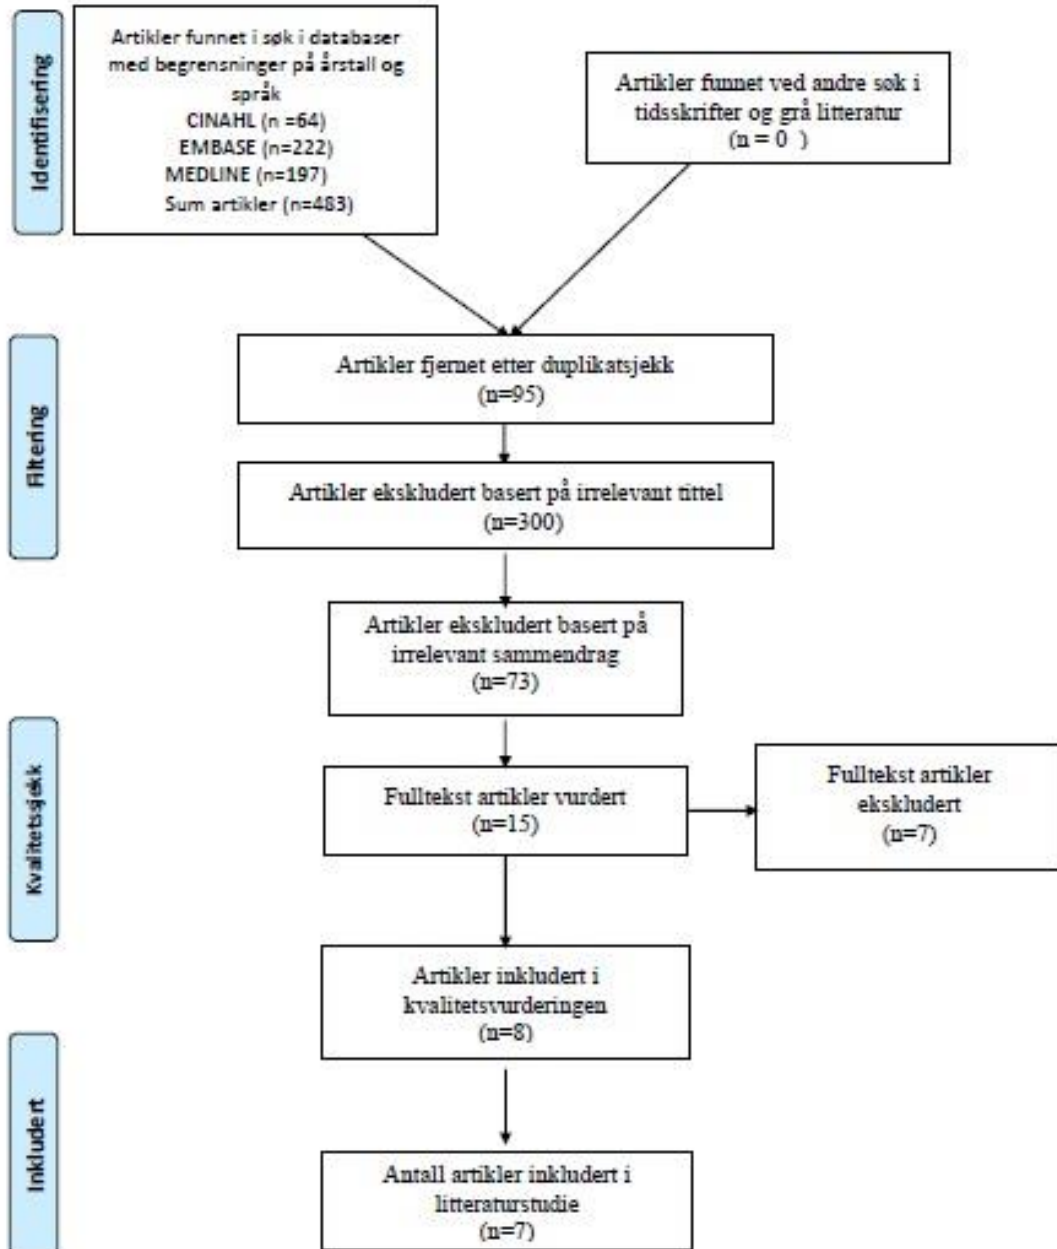 Identifisering
Artikler funnet i søk i databaser
med begrensninger på årstall og
språk
CINAHL (n =64)
EMBASE (n=222)
MEDLINE (n=197)
Sum artikler (n=483)
Artikler funnet ved andre søk i
tidsskrifter og grå litteratur
(n = 0 )
Filtering
Artikler fjernet etter duplikatsjekk
(n=95)
Artikler ekskludert basert på irrelevant tittel
(n=300)
Artikler ekskludert basert på
irrelevant sammendrag
(n=73)
Kvalitetssjekk
Fulltekst artikler vurdert
(n=15)
Fulltekst artikler
ekskludert
(n=7)
Artikler inkludert i
kvalitetsvurderingen
(n=8)
Inkludert
Antall artikler inkludert i
litteraturstudie
(n=7)